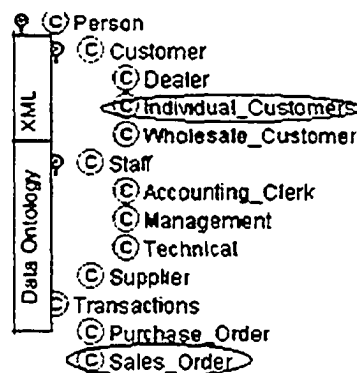 © Person
© Customer
© Dealer
© Individual_Customers
© Wholesale_Customer
© Staff
© Accounting_Clerk
© Management
© Technical
© Supplier
© Transactions
© Purchase_Order
© Sales_Order
XML
Data Ontology